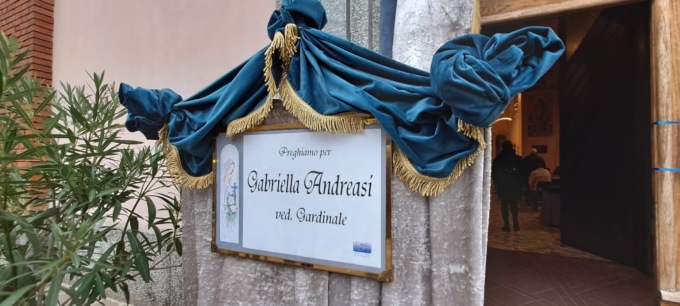 Preghiamo per
Gabriella Andreasi
ved. Gardinale